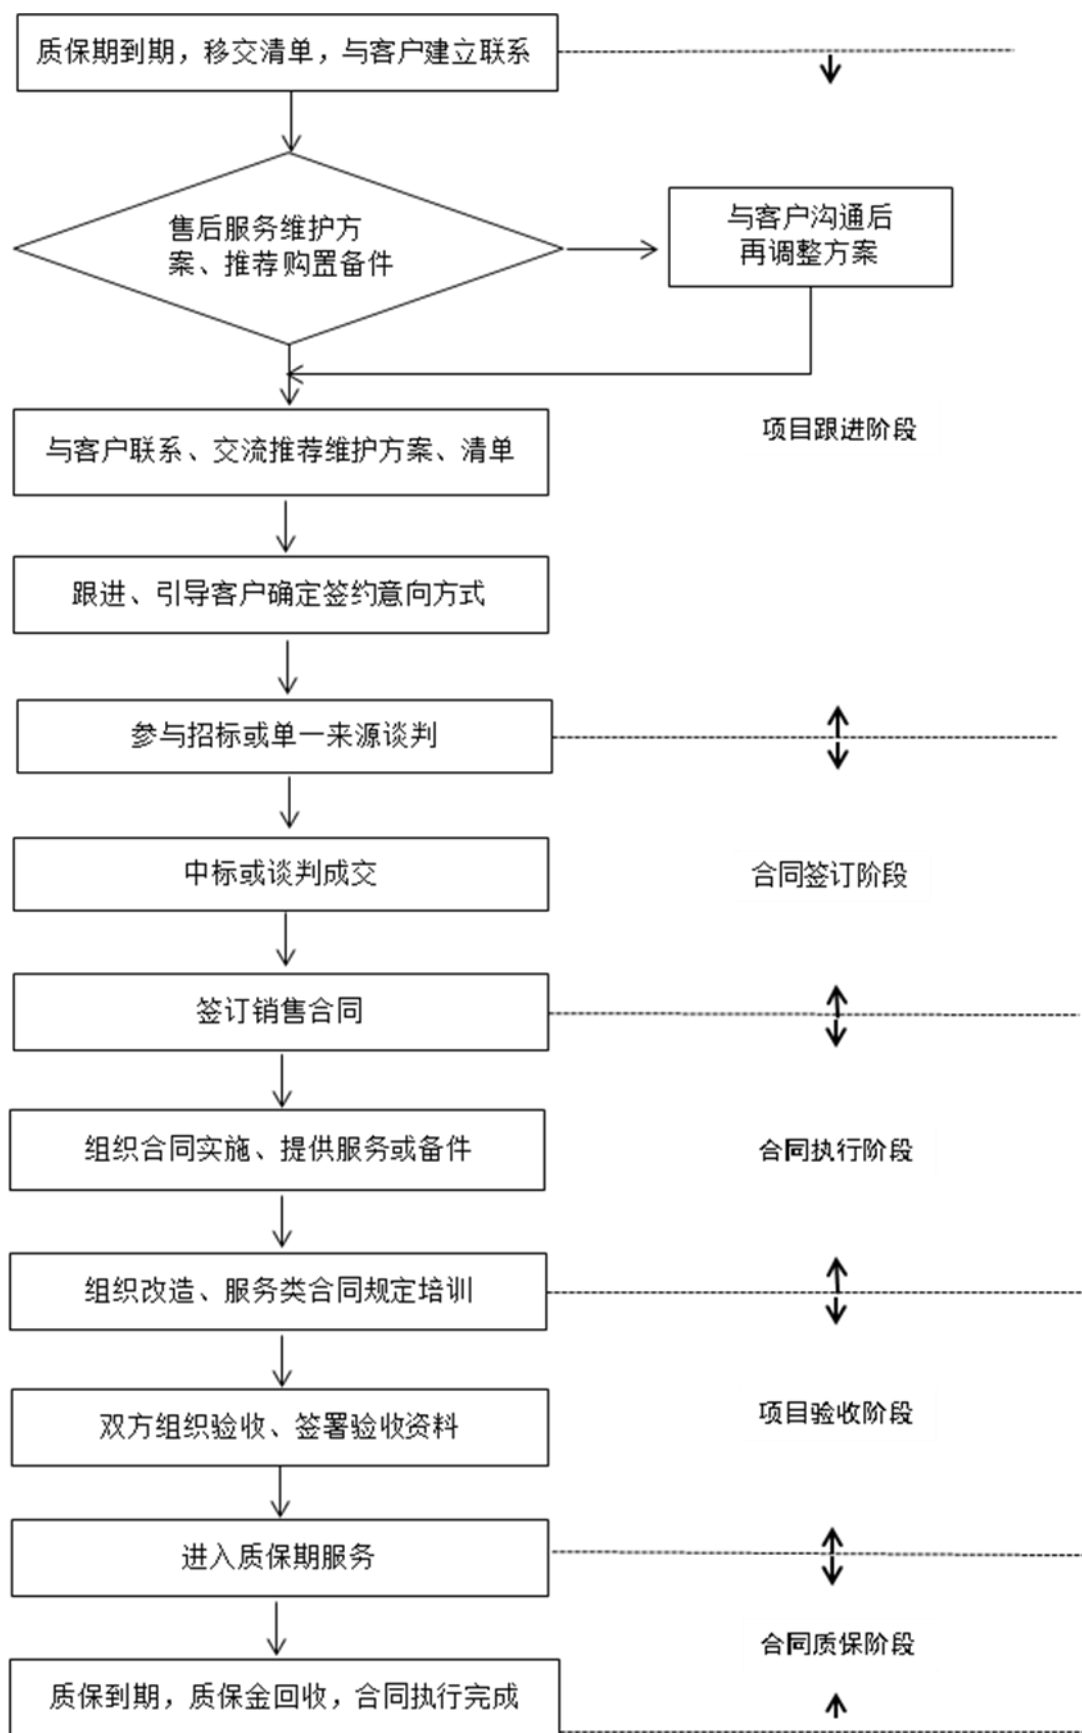 质保期到期，移交清单，与客户建立联系
售后服务维护方
案、推荐购置备件
与客户沟通后
再调整方案
与客户联系、交流推荐维护方案、清单
项目跟进阶段
跟进、引导客户确定签约意向方式
参与招标或单一来源谈判
中标或谈判成交
合同签订阶段
签订销售合同
组织合同实施、提供服务或备件
合同执行阶段
组织改造、服务类合同规定培训
双方组织验收、签署验收资料
项目验收阶段
进入质保期服务
合同质保阶段
质保到期，质保金回收，合同执行完成